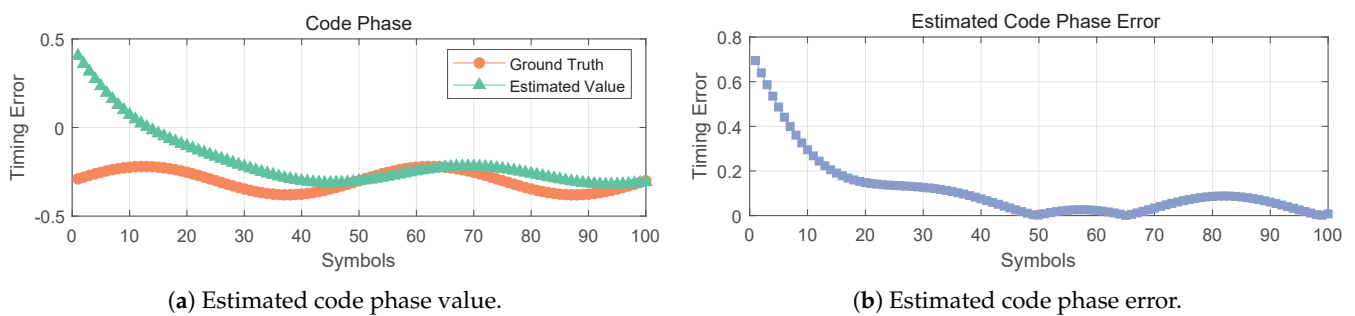 Code Phase
0.5
0
-0.5
Timing Error
Ground Truth
Estimated Value
0 10 20 30 40 50 60 70 80 90 100
Symbols
(a) Estimated code phase value.
Estimated Code Phase Error
0.8
0.6
0.4
0.2
0
Timing Error
0 10 20 30 40 50 60 70 80 90 100
Symbols
(b) Estimated code phase error.